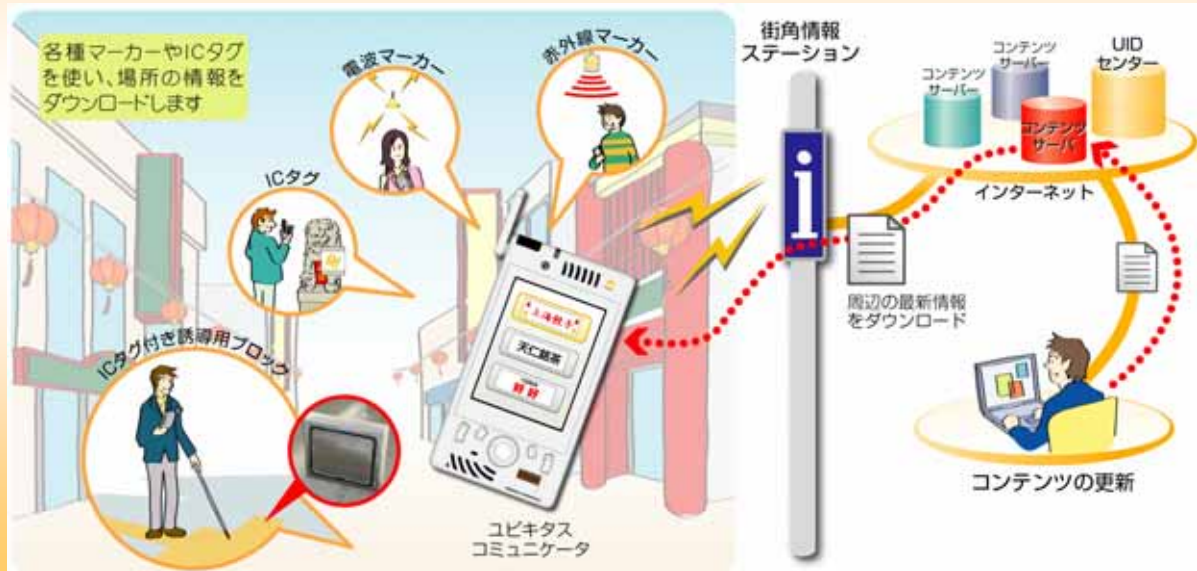 各種マーカーやICタグ
を使い、場所の情報を
ダウンロードします
電波マーカー
赤外線マーカー
ICタグ
ICタグ付き誘導用ブロック
上海餃子
天仁銘茶
好好
ユビキタス
コミュニケータ
街角情報
ステーション
i
コンテンツ
サーバー
コンテンツ
サーバー
コンテンツ
サーバ
UID
センター
インターネット
周辺の最新情報
をダウンロード
コンテンツの更新